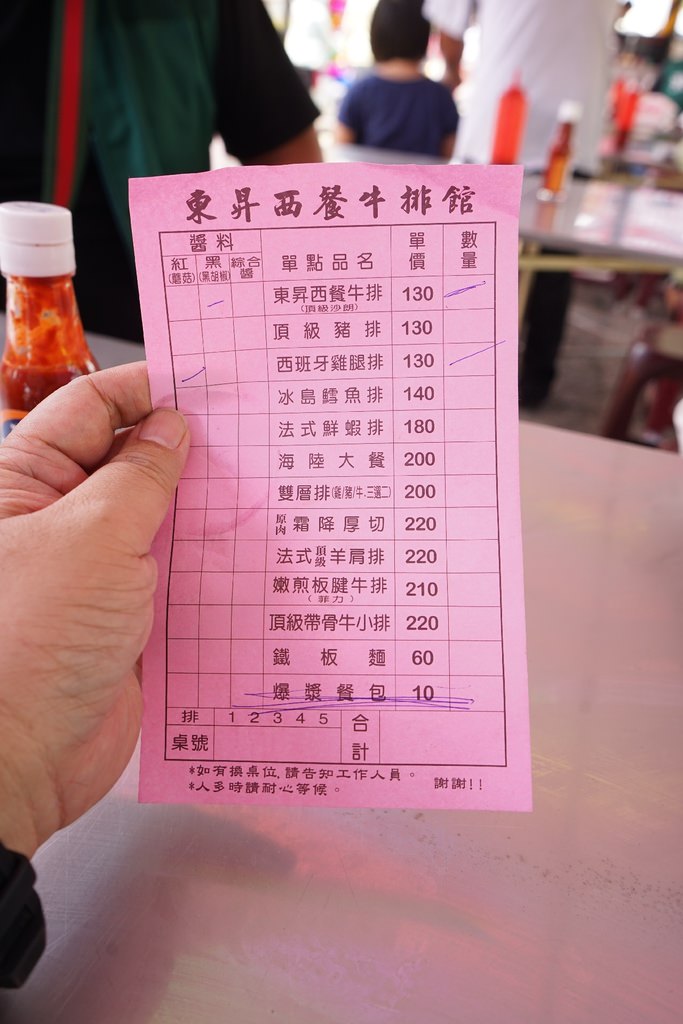 東昇西餐牛排館
醬料 單點品名 單價 數量
紅(蘑菇) 黑(黑胡椒) 綜合醬
東昇西餐牛排(頂級沙朗) 130
頂級豬排 130
西班牙雞腿排 130
冰島鱈魚排 140
法式鮮蝦排 180
海陸大餐 200
雙層排(雞/豬/牛.三選二) 200
原肉霜降厚切 220
法式頂級羊肩排 220
嫩煎板腱牛排(菲力) 210
頂級帶骨牛小排 220
鐵板麵 60
爆漿餐包 10
排 1 2 3 4 5 合計
桌號
*如有換桌位,請告知工作人員。
*人多時請耐心等候。 謝謝!!